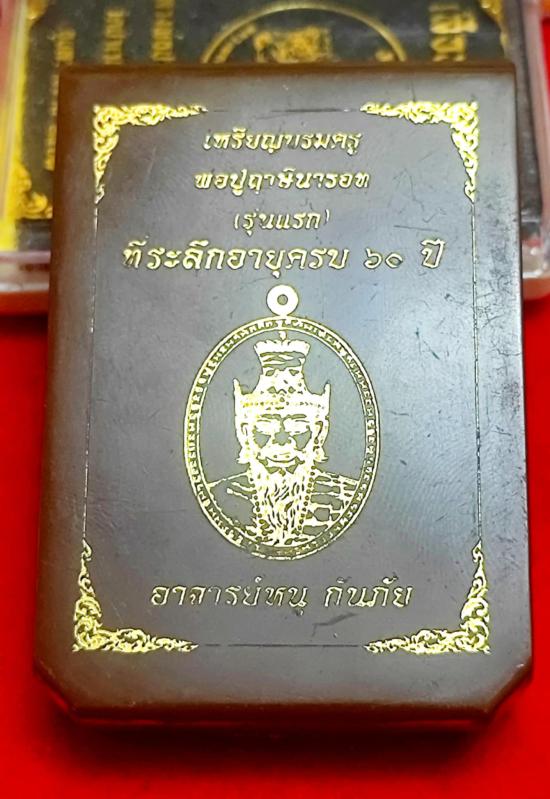 เหรียญบรมครู
พ่อปู่ฤาษีนารอท
(รุ่นแรก)
ที่ระลึกอายุครบ ๖๐ ปี
อาจารย์หนู กันภัย